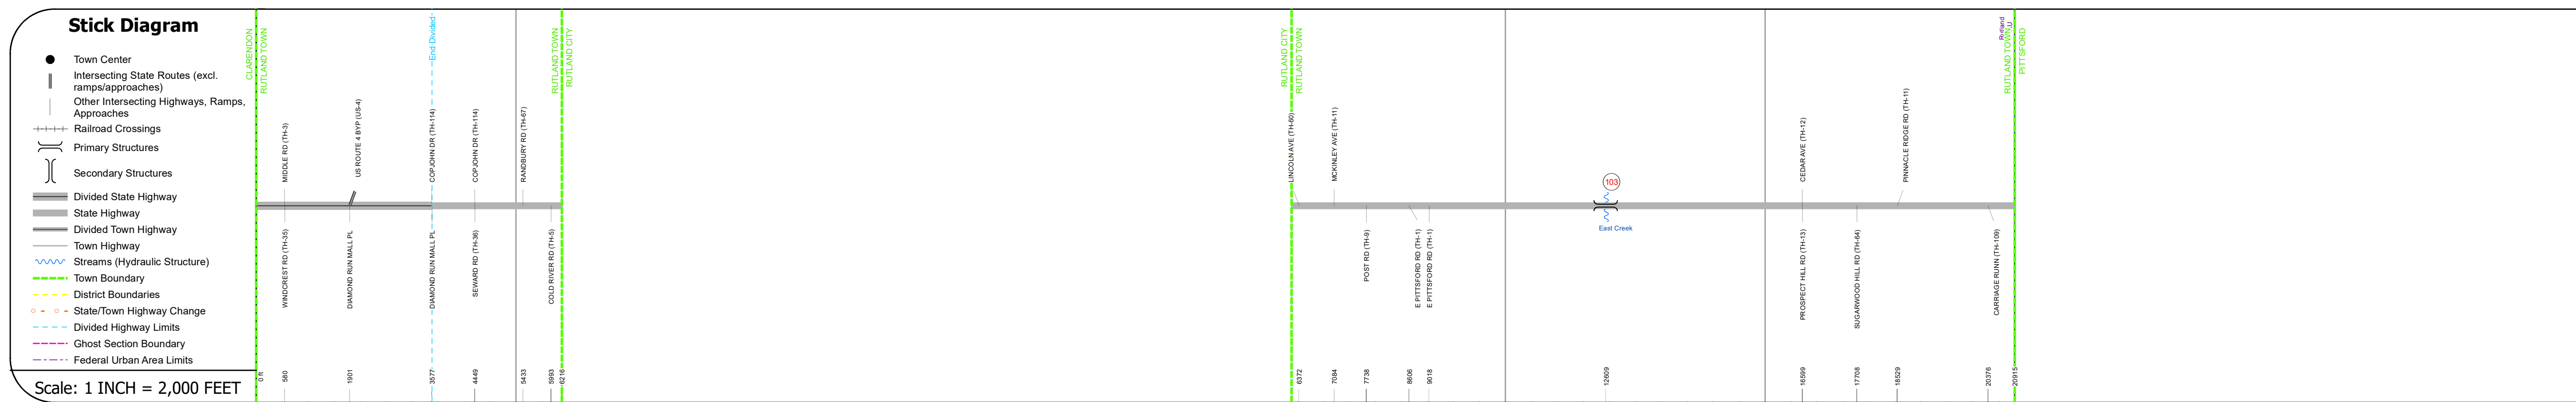 Stick Diagram
Town Center
Intersecting State Routes (excl.
ramps/approaches)
Other Intersecting Highways, Ramps,
Approaches
Railroad Crossings
Primary Structures
Secondary Structures
Divided State Highway
State Highway
Divided Town Highway
Town Highway
Streams (Hydraulic Structure)
Town Boundary
District Boundaries
State/Town Highway Change
Divided Highway Limits
Ghost Section Boundary
Federal Urban Area Limits
Scale: 1 INCH = 2,000 FEET
CLARENDON
RUTLAND TOWN
End Divided
RUTLAND TOWN
RUTLAND CITY
RUTLAND CITY
RUTLAND TOWN
Rutland
RUTLAND TOWN
PITTSFORD
MIDDLE RD (TH-3)
US ROUTE 4 BYP (US-4)
COPJOHN DR (TH-114)
COPJOHN DR (TH-114)
RANDBURY RD (TH-67)
LINCOLN AVE (TH-60)
MCKINLEY AVE (TH-11)
103
CEDAR AVE (TH-12)
PINNACLE RIDGE RD (TH-11)
WINDCREST RD (TH-35)
DIAMOND RUN MALL PL
DIAMOND RUN MALL PL
SEWARD RD (TH-36)
COLD RIVER RD (TH-5)
POST RD (TH-9)
E PITTSFORD RD (TH-1)
E PITTSFORD RD (TH-1)
East Creek
PROSPECT HILL RD (TH-13)
SUGARWOOD HILL RD (TH-64)
CARRIAGE RUNN (TH-109)
0 ft
580
1901
3577
4449
5433
5993
6216
6372
7084
7738
8606
9018
12609
16599
17708
18529
20376
20915